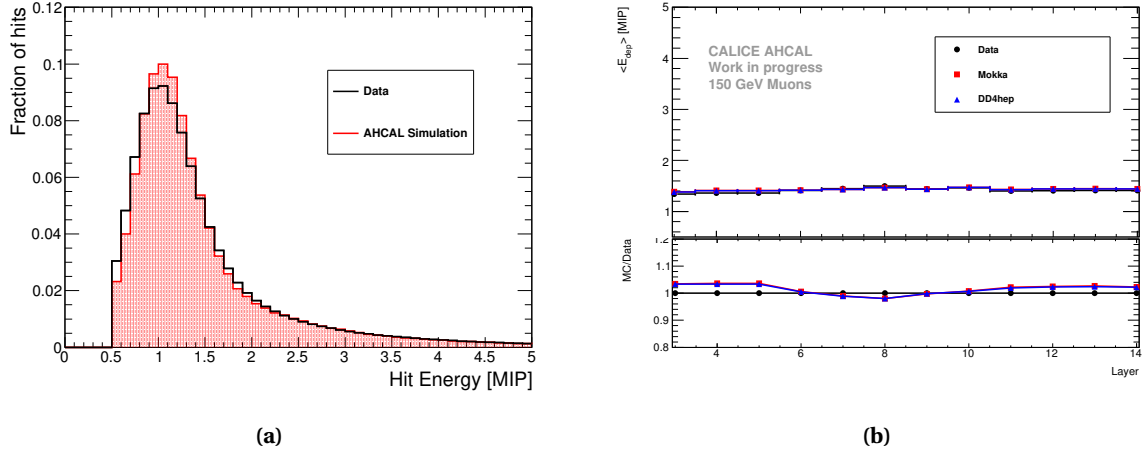 Fraction of hits
0.12
0.1
0.08
0.06
0.04
0.02
0
0 0.5 1 1.5 2 2.5 3 3.5 4 4.5 5
Hit Energy [MIP]
Data
AHCAL Simulation
(a)
<E_dep> [MIP]
5
4
3
2
1
CALICE AHCAL
Work in progress
150 GeV Muons
Data
Mokka
DD4hep
MC/Data
1.2
1.1
1.0
0.9
0.8
4 6 8 10 12 14
Layer
(b)